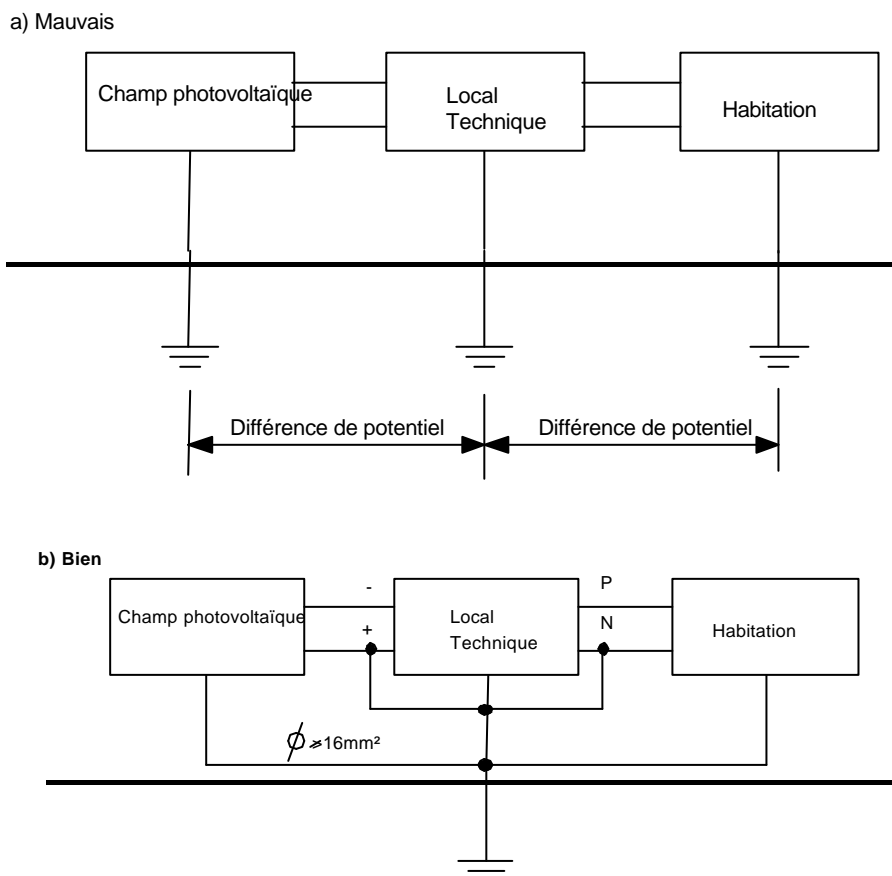 a) Mauvais
Champ photovoltaïque
Local
Technique
Habitation
Différence de potentiel
Différence de potentiel
b) Bien
-
P
Champ photovoltaïque
Local
Technique
Habitation
+
N
ϕ ≥16mm²